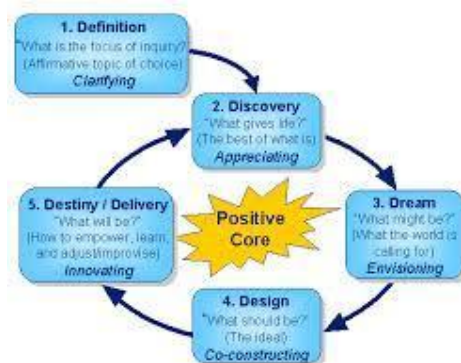 1. Definition
"What is the focus of inquiry?
(Affirmative topic of choice)
Clarifying
2. Discovery
"What gives life?"
(The best of what is)
Appreciating
3. Dream
"What might be?"
(What the world is
calling for)
Envisioning
4. Design
"What should be?"
(The ideal)
Co-constructing
5. Destiny / Delivery
"What will be?"
(How to empower, learn,
and adjust/improvise)
Innovating
Positive
Core